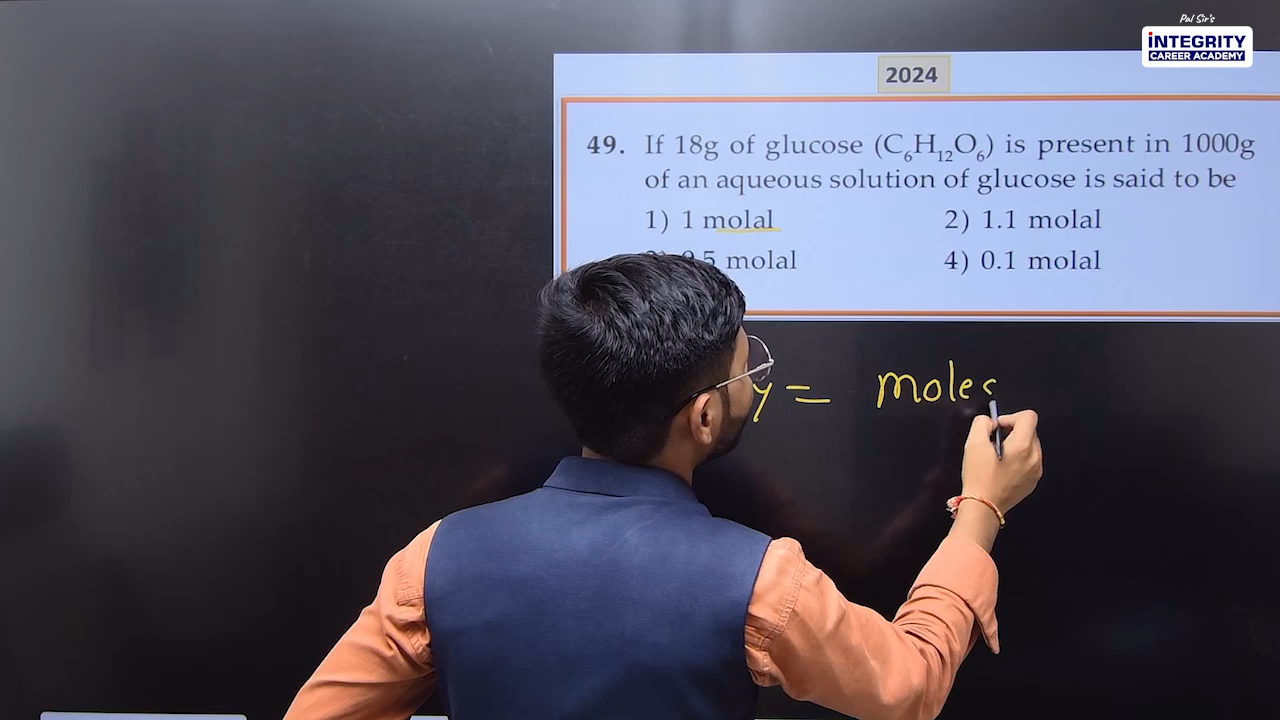 Pal Sir's
INTEGRITY
CAREER ACADEMY
2024
49. If 18g of glucose (C₆H₁₂O₆) is present in 1000g
of an aqueous solution of glucose is said to be
1) 1 molal 2) 1.1 molal
5 molal 4) 0.1 molal
y = moles